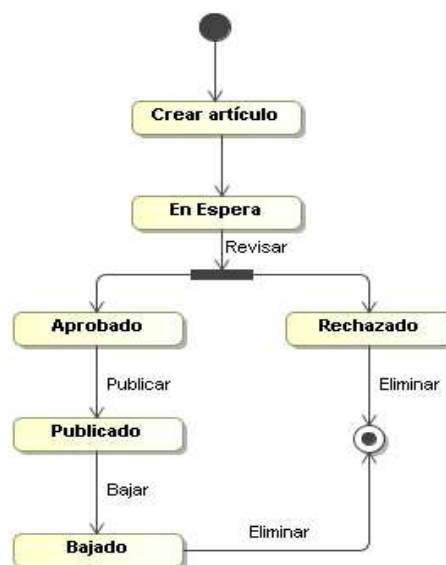 Crear artículo
En Espera
Revisar
Aprobado
Rechazado
Publicar
Eliminar
Publicado
Bajar
Bajado
Eliminar